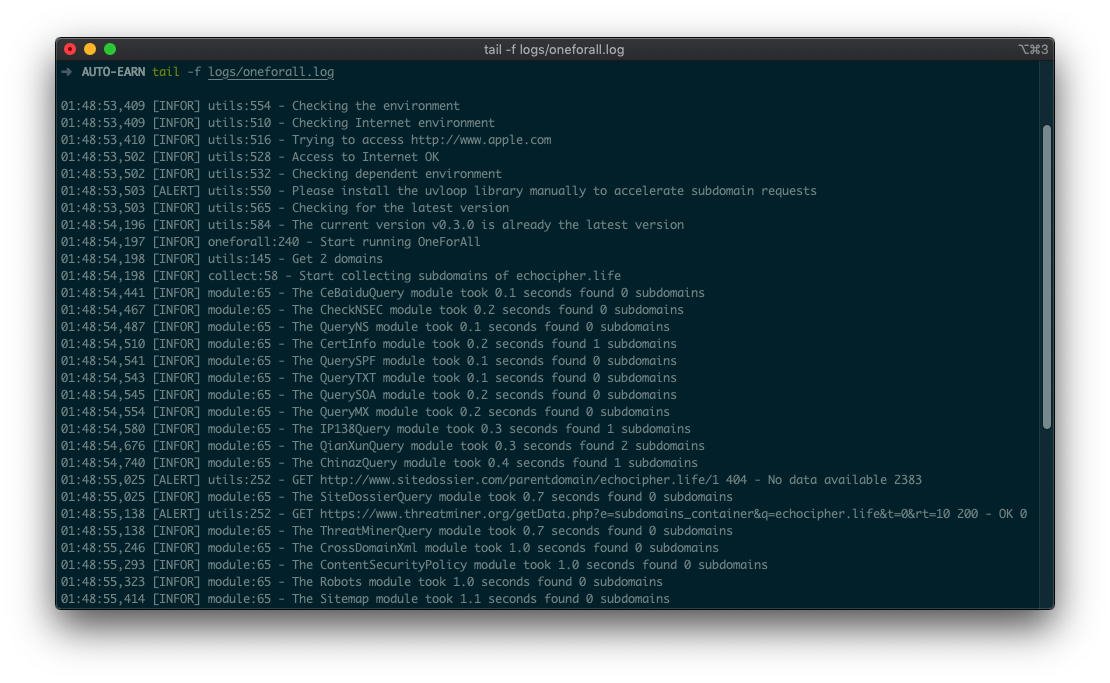 tail -f logs/oneforall.log
⌥⌘3
➜ AUTO-EARN tail -f logs/oneforall.log
01:48:53,409 [INFOR] utils:554 - Checking the environment
01:48:53,409 [INFOR] utils:510 - Checking Internet environment
01:48:53,410 [INFOR] utils:516 - Trying to access http://www.apple.com
01:48:53,502 [INFOR] utils:528 - Access to Internet OK
01:48:53,502 [INFOR] utils:532 - Checking dependent environment
01:48:53,503 [ALERT] utils:550 - Please install the uvloop library manually to accelerate subdomain requests
01:48:53,503 [INFOR] utils:565 - Checking for the latest version
01:48:54,196 [INFOR] utils:584 - The current version v0.3.0 is already the latest version
01:48:54,197 [INFOR] oneforall:240 - Start running OneForAll
01:48:54,198 [INFOR] utils:145 - Get 2 domains
01:48:54,198 [INFOR] collect:58 - Start collecting subdomains of echocipher.life
01:48:54,441 [INFOR] module:65 - The CeBaiduQuery module took 0.1 seconds found 0 subdomains
01:48:54,467 [INFOR] module:65 - The CheckNSEC module took 0.2 seconds found 0 subdomains
01:48:54,487 [INFOR] module:65 - The QueryNS module took 0.1 seconds found 0 subdomains
01:48:54,510 [INFOR] module:65 - The CertInfo module took 0.2 seconds found 1 subdomains
01:48:54,541 [INFOR] module:65 - The QuerySPF module took 0.1 seconds found 0 subdomains
01:48:54,543 [INFOR] module:65 - The QueryTXT module took 0.1 seconds found 0 subdomains
01:48:54,545 [INFOR] module:65 - The QuerySOA module took 0.2 seconds found 0 subdomains
01:48:54,554 [INFOR] module:65 - The QueryMX module took 0.2 seconds found 0 subdomains
01:48:54,580 [INFOR] module:65 - The IP138Query module took 0.3 seconds found 1 subdomains
01:48:54,676 [INFOR] module:65 - The QianXunQuery module took 0.3 seconds found 2 subdomains
01:48:54,740 [INFOR] module:65 - The ChinazQuery module took 0.4 seconds found 1 subdomains
01:48:55,025 [ALERT] utils:252 - GET http://www.sitedossier.com/parentdomain/echocipher.life/1 404 - No data available 2383
01:48:55,025 [INFOR] module:65 - The SiteDossierQuery module took 0.7 seconds found 0 subdomains
01:48:55,138 [ALERT] utils:252 - GET https://www.threatminer.org/getData.php?e=subdomains_container&q=echocipher.life&t=0&rt=10 200 - OK 0
01:48:55,138 [INFOR] module:65 - The ThreatMinerQuery module took 0.7 seconds found 0 subdomains
01:48:55,246 [INFOR] module:65 - The CrossDomainXml module took 1.0 seconds found 0 subdomains
01:48:55,293 [INFOR] module:65 - The ContentSecurityPolicy module took 1.0 seconds found 0 subdomains
01:48:55,323 [INFOR] module:65 - The Robots module took 1.0 seconds found 0 subdomains
01:48:55,414 [INFOR] module:65 - The Sitemap module took 1.1 seconds found 0 subdomains